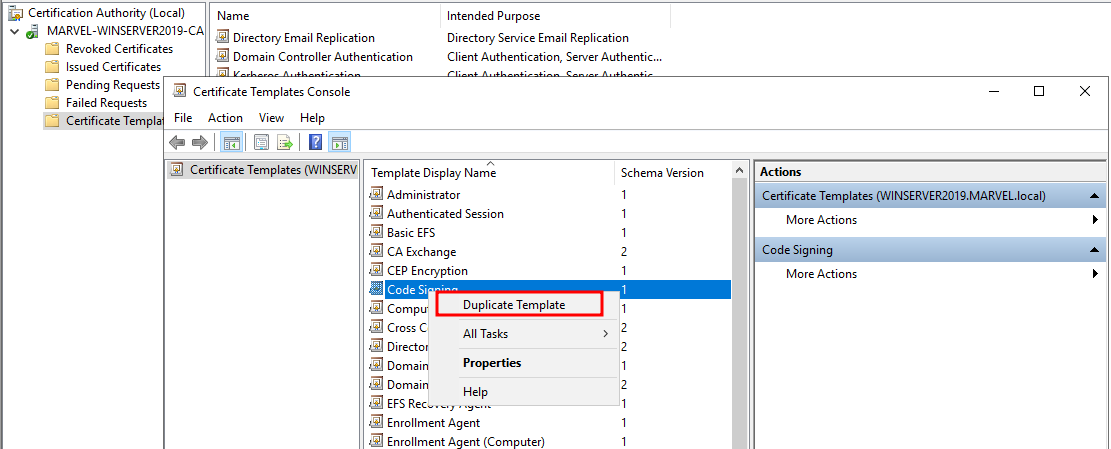 Certification Authority (Local)
MARVEL-WINSERVER2019-CA
Revoked Certificates
Issued Certificates
Pending Requests
Failed Requests
Certificate Templat
Name Intended Purpose
Directory Email Replication Directory Service Email Replication
Domain Controller Authentication Client Authentication, Server Authentic...
Kerberos Authentication Client Authentication, Server Authentic...
Certificate Templates Console
File Action View Help
Certificate Templates (WINSERV
Template Display Name Schema Version
Administrator 1
Authenticated Session 1
Basic EFS 1
CA Exchange 2
CEP Encryption 1
Code Signing 1
Comput 1
Cross C 2
Director 2
Domain 1
Domain 2
EFS Recovery Agent 1
Enrollment Agent 1
Enrollment Agent (Computer) 1
Duplicate Template
All Tasks
Properties
Help
Actions
Certificate Templates (WINSERVER2019.MARVEL.local)
More Actions
Code Signing
More Actions